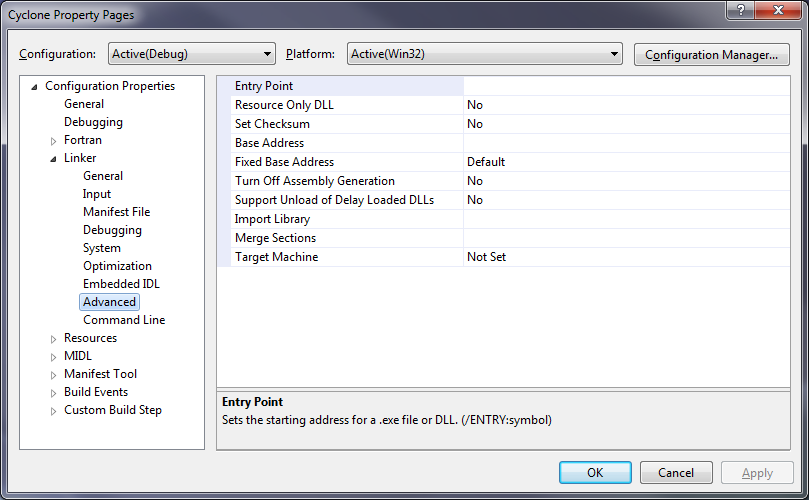 Cyclone Property Pages
?
Configuration: Active(Debug) Platform: Active(Win32) Configuration Manager...
Configuration Properties
General
Debugging
Fortran
Linker
General
Input
Manifest File
Debugging
System
Optimization
Embedded IDL
Advanced
Command Line
Resources
MIDL
Manifest Tool
Build Events
Custom Build Step
Entry Point
Resource Only DLL No
Set Checksum No
Base Address
Fixed Base Address Default
Turn Off Assembly Generation No
Support Unload of Delay Loaded DLLs No
Import Library
Merge Sections
Target Machine Not Set
Entry Point
Sets the starting address for a .exe file or DLL. (/ENTRY:symbol)
OK Cancel Apply